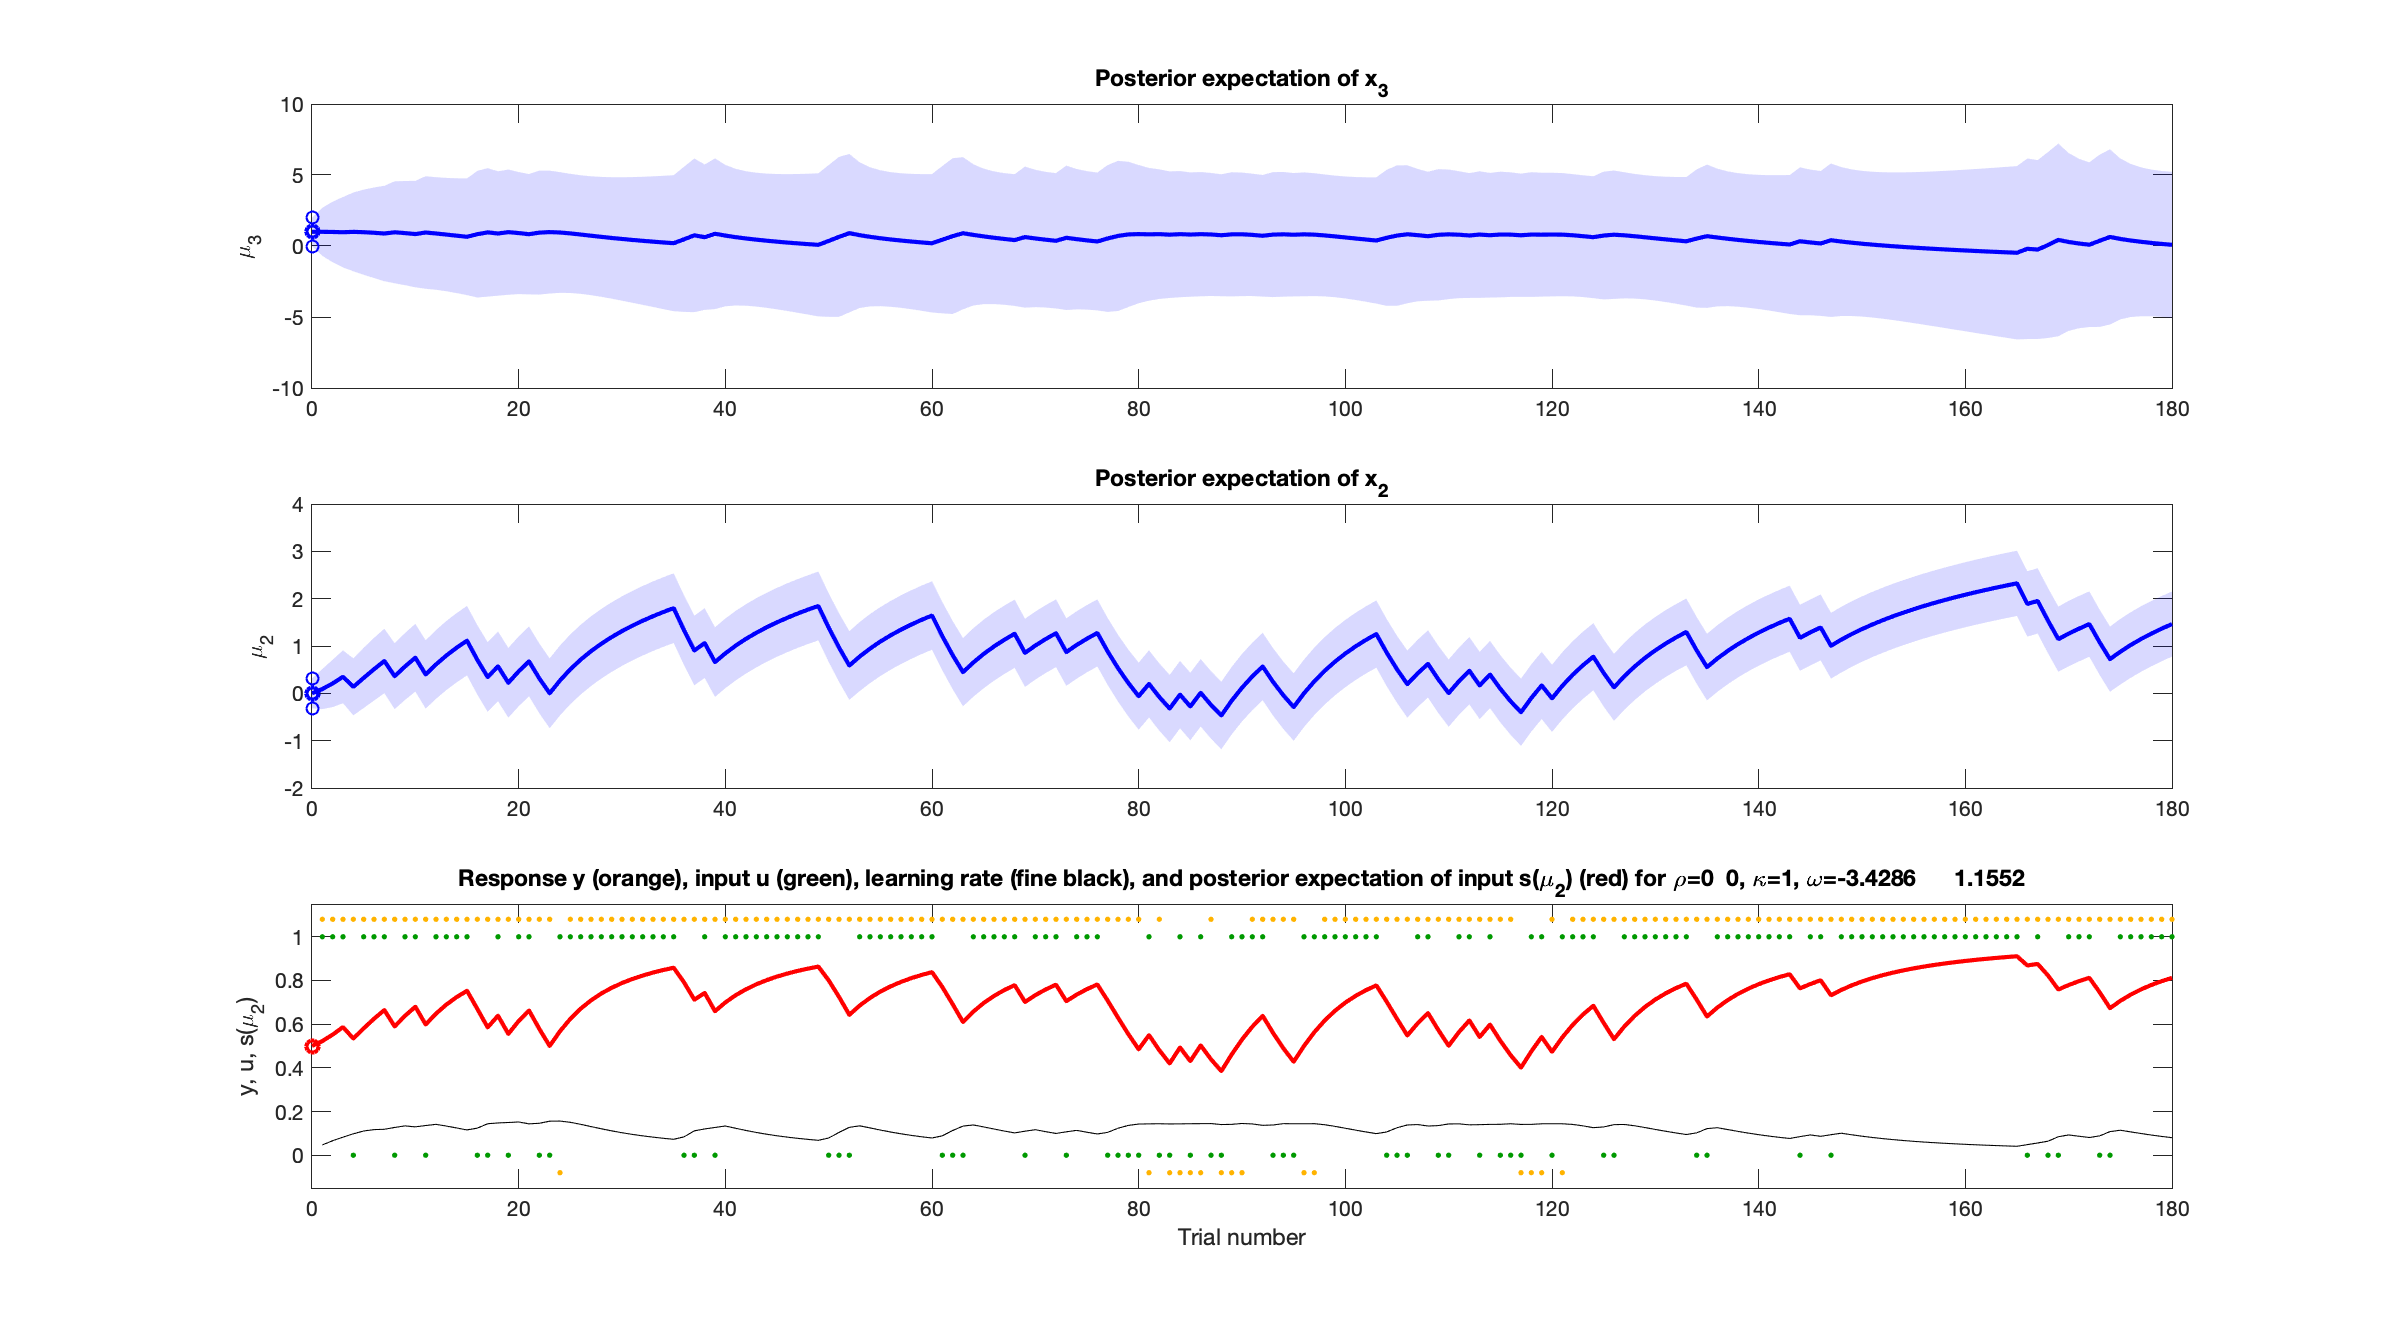 Posterior expectation of x3
10
5
0
-5
-10
μ3
0 20 40 60 80 100 120 140 160 180
Posterior expectation of x2
4
3
2
1
0
-1
-2
μ2
0 20 40 60 80 100 120 140 160 180
Response y (orange), input u (green), learning rate (fine black), and posterior expectation of input s(μ2) (red) for ρ=0 0, κ=1, ω=-3.4286 1.1552
1
0.8
0.6
0.4
0.2
0
y, u, s(μ2)
0 20 40 60 80 100 120 140 160 180
Trial number